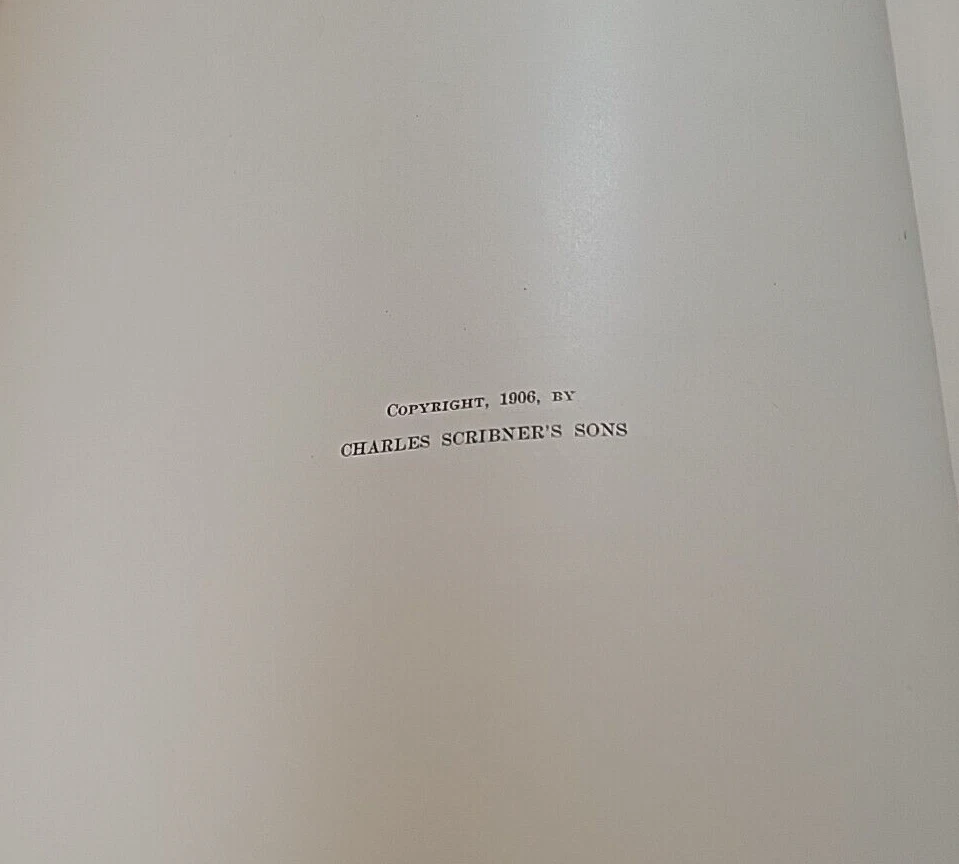 COPYRIGHT, 1906, BY
CHARLES SCRIBNER'S SONS